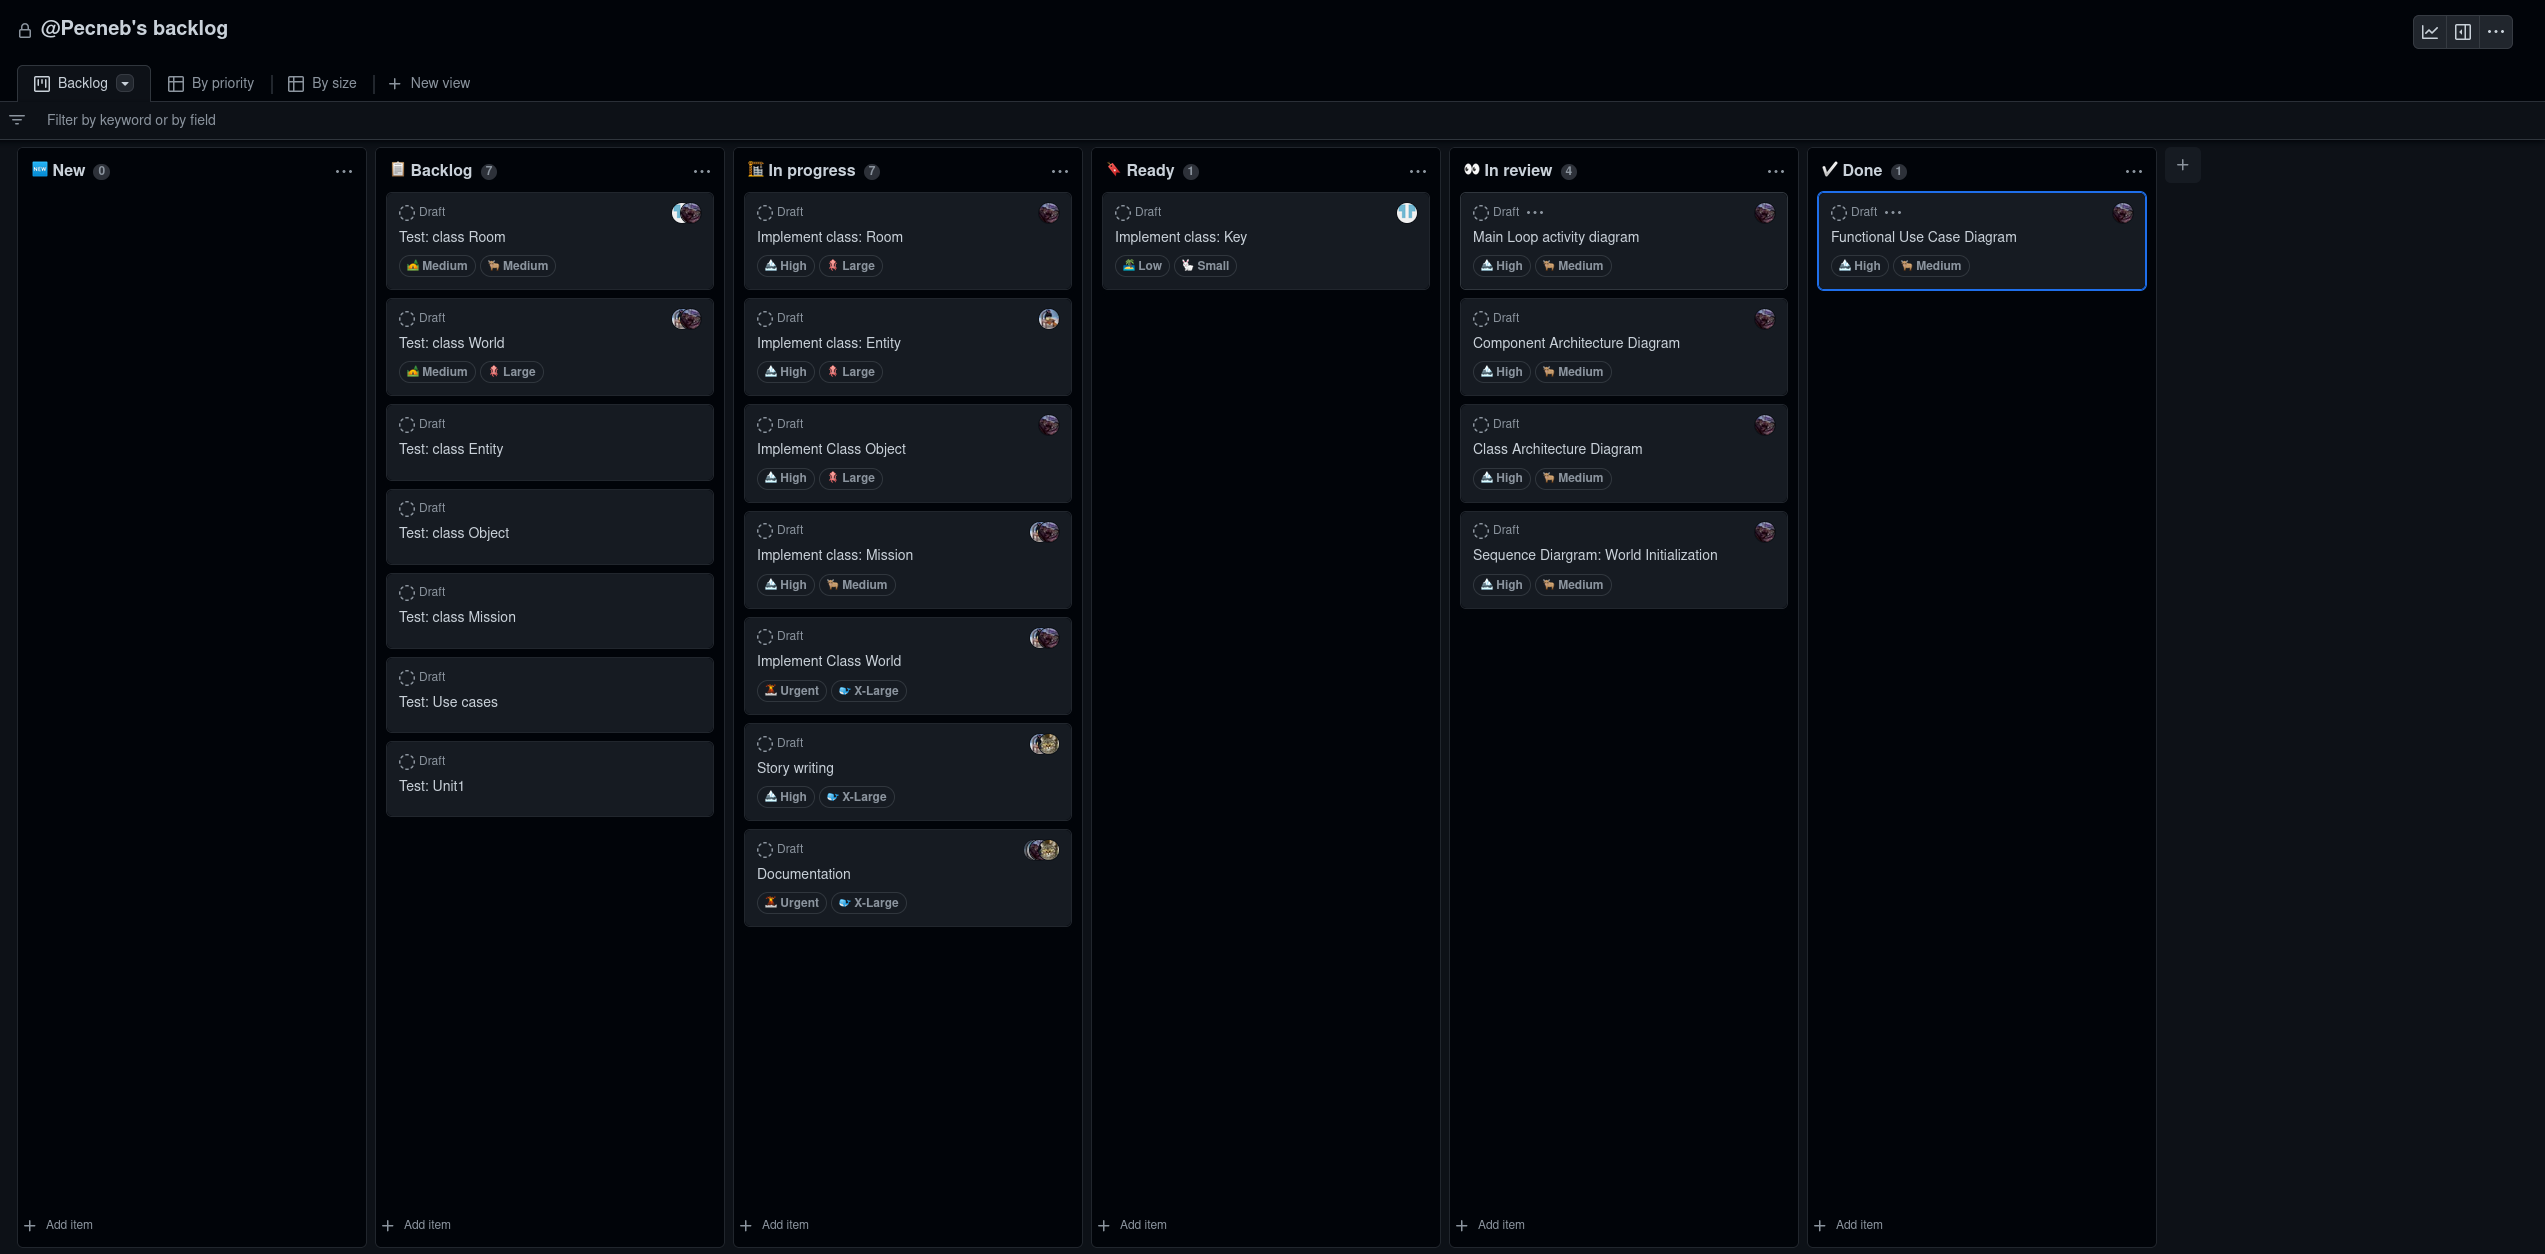 @Pecneb's backlog
Backlog
By priority
By size
New view
Filter by keyword or by field
New 0
Backlog 7
Draft
Test: class Room
Medium Medium
Draft
Test: class World
Medium Large
Draft
Test: class Entity
Draft
Test: class Object
Draft
Test: class Mission
Draft
Test: Use cases
Draft
Test: Unit1
In progress 7
Draft
Implement class: Room
High Large
Draft
Implement class: Entity
High Large
Draft
Implement Class Object
High Large
Draft
Implement class: Mission
High Medium
Draft
Implement Class World
Urgent X-Large
Draft
Story writing
High X-Large
Draft
Documentation
Urgent X-Large
Ready 1
Draft
Implement class: Key
Low Small
In review 4
Draft
Main Loop activity diagram
High Medium
Draft
Component Architecture Diagram
High Medium
Draft
Class Architecture Diagram
High Medium
Draft
Sequence Diargram: World Initialization
High Medium
Done 1
Draft
Functional Use Case Diagram
High Medium
Add item
Add item
Add item
Add item
Add item
Add item